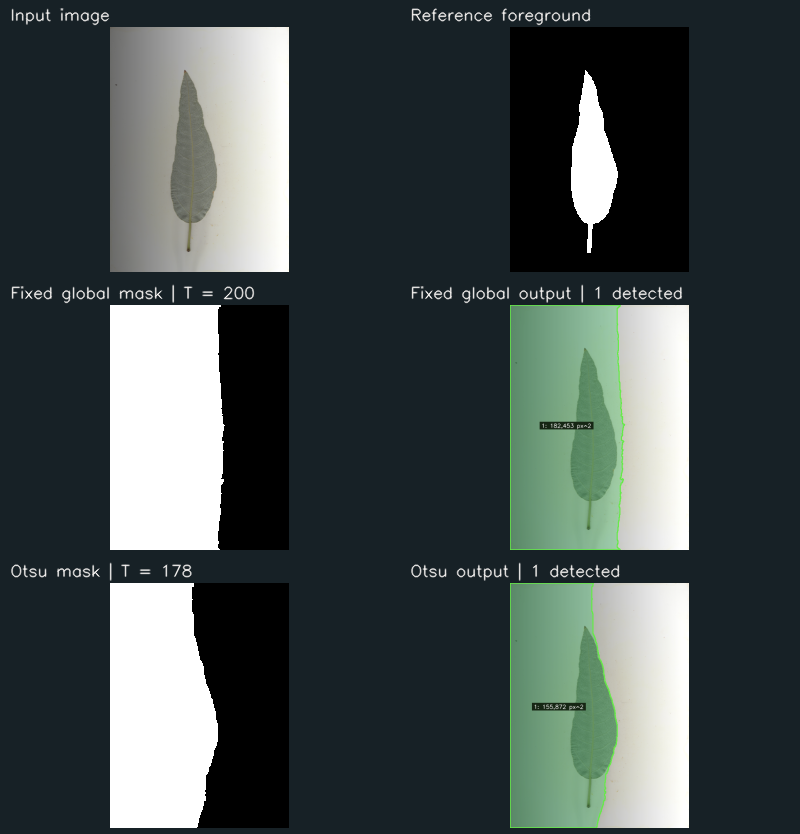 Input image
Reference foreground
Fixed global mask | T = 200
Fixed global output | 1 detected
1: 182,453 px^2
Otsu mask | T = 178
Otsu output | 1 detected
1: 155,872 px^2